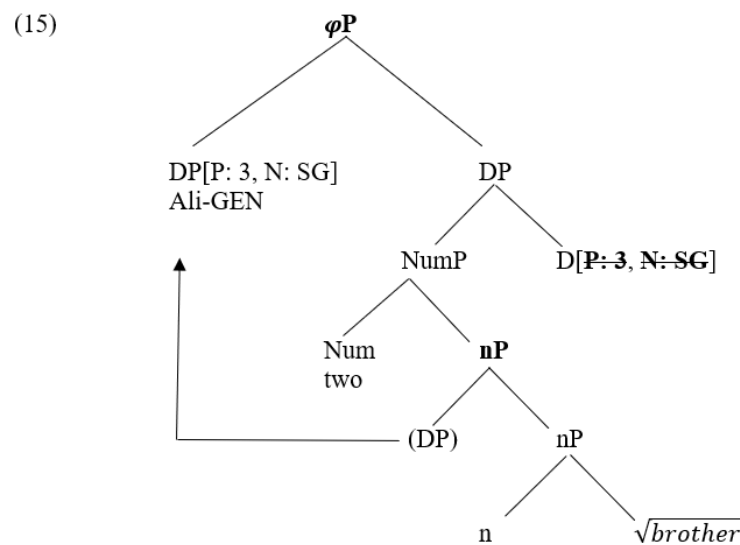 (15)
φP
DP[P: 3, N: SG] DP
Ali-GEN
NumP D[P: 3, N: SG]
Num nP
two
(DP) nP
n √brother